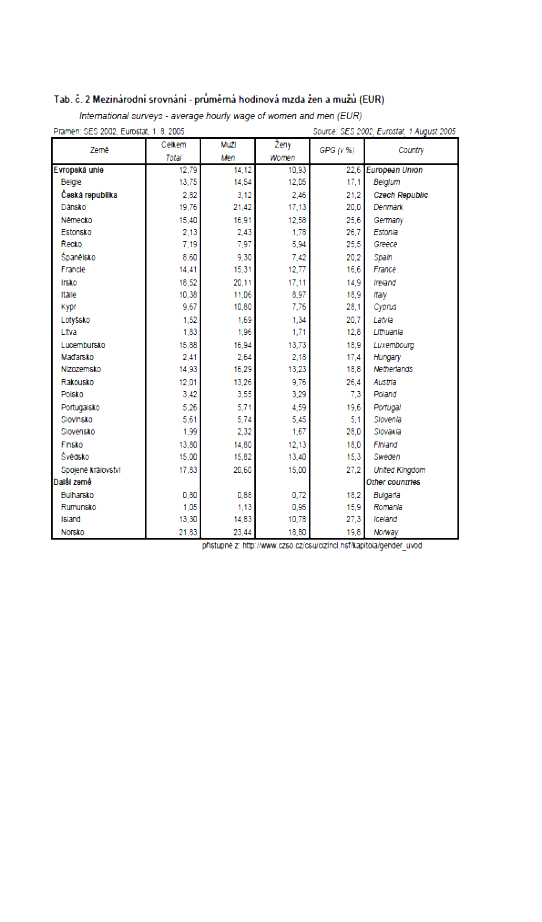 Tab. č. 2 Mezinárodní srovnání - průměrná hodinová mzda žen a mužů (EUR)
International surveys - average hourly wage of women and men (EUR)
Pramen: SES 2002, Eurostat, 1. 8. 2005 Source: SES 2002, Eurostat, 1 August 2005
Země Celkem Total Muži Men Ženy Women GPG (v %) Country
Evropská unie 12,79 14,12 10,93 22,6 European Union
Belgie 13,75 14,54 12,05 17,1 Belgium
Česká republika 2,82 3,12 2,46 21,2 Czech Republic
Dánsko 19,76 21,42 17,13 20,0 Denmark
Německo 15,40 16,91 12,58 25,6 Germany
Estonsko 2,13 2,43 1,78 26,7 Estonia
Řecko 7,19 7,97 5,94 25,5 Greece
Španělsko 8,60 9,30 7,42 20,2 Spain
Francie 14,41 15,31 12,77 16,6 France
Irsko 18,52 20,11 17,11 14,9 Ireland
Itálie 10,38 11,06 8,97 18,9 Italy
Kypr 9,67 10,80 7,76 28,1 Cyprus
Lotyšsko 1,52 1,69 1,34 20,7 Latvia
Litva 1,83 1,96 1,71 12,8 Lithuania
Lucembursko 15,88 16,94 13,73 18,9 Luxembourg
Maďarsko 2,41 2,64 2,18 17,4 Hungary
Nizozemsko 14,93 16,29 13,23 18,8 Netherlands
Rakousko 12,01 13,26 9,76 26,4 Austria
Polsko 3,42 3,55 3,29 7,3 Poland
Portugalsko 5,26 5,71 4,59 19,6 Portugal
Slovinsko 5,61 5,74 5,45 5,1 Slovenia
Slovensko 1,99 2,32 1,67 28,0 Slovakia
Finsko 13,80 14,80 12,13 18,0 Finland
Švédsko 15,00 15,82 13,40 15,3 Sweden
Spojené království 17,83 20,60 15,00 27,2 United Kingdom
Další země Other countries
Bulharsko 0,80 0,88 0,72 18,2 Bulgaria
Rumunsko 1,05 1,13 0,95 15,9 Romania
Island 13,30 14,83 10,78 27,3 Iceland
Norsko 21,83 23,44 18,80 19,8 Norway
přístupné z: http://www.czso.cz/csu/cizinci.nsf/kapitola/gender_uvod